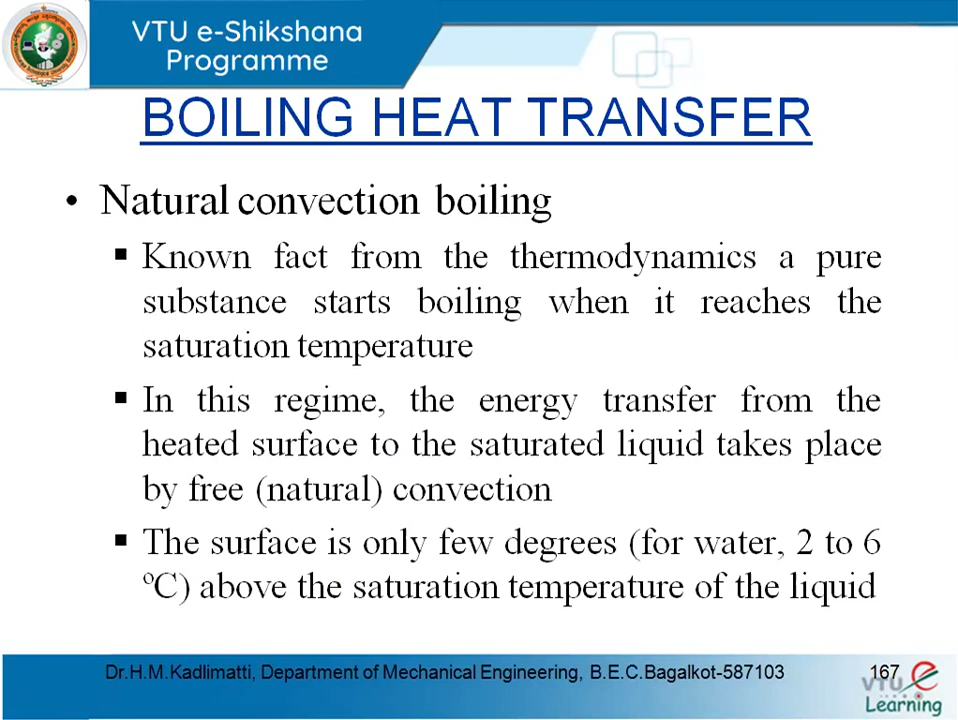 VTU e-Shikshana
Programme
BOILING HEAT TRANSFER
• Natural convection boiling
▪ Known fact from the thermodynamics a pure
substance starts boiling when it reaches the
saturation temperature
▪ In this regime, the energy transfer from the
heated surface to the saturated liquid takes place
by free (natural) convection
▪ The surface is only few degrees (for water, 2 to 6
ºC) above the saturation temperature of the liquid
Dr.H.M.Kadlimatti, Department of Mechanical Engineering, B.E.C.Bagalkot-587103
167
VTU e
Learning